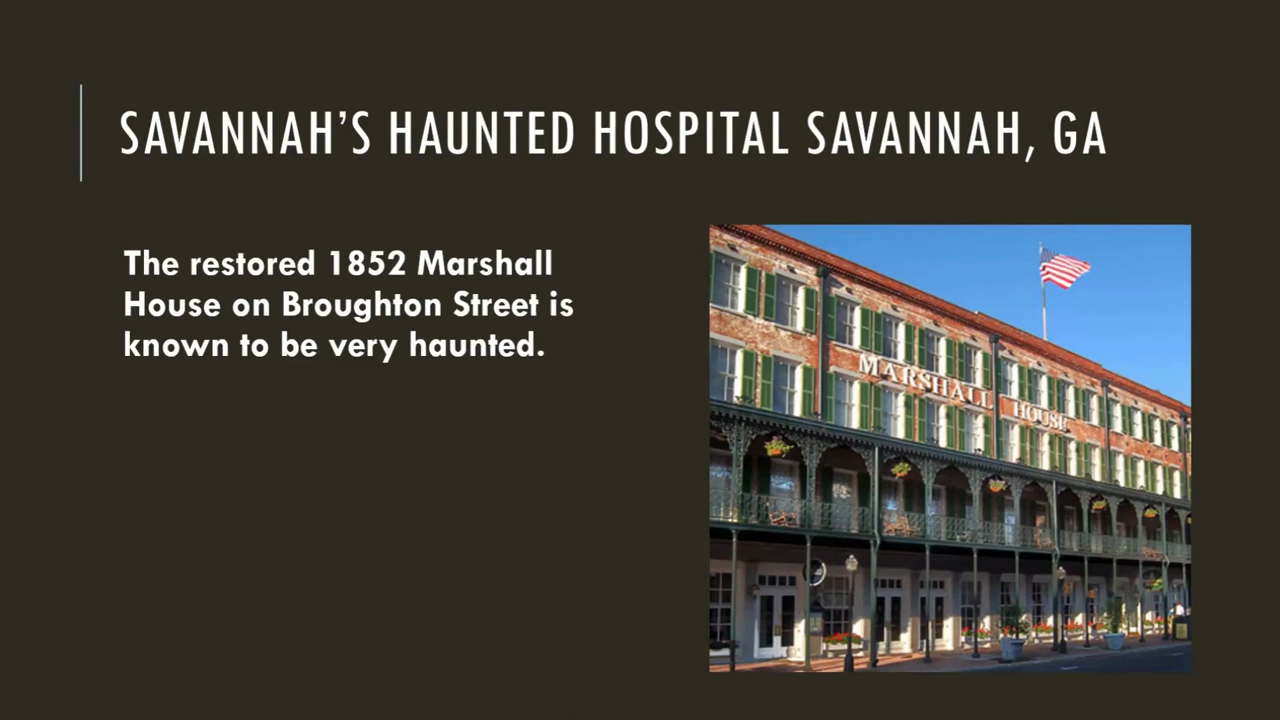 SAVANNAH'S HAUNTED HOSPITAL SAVANNAH, GA
The restored 1852 Marshall
House on Broughton Street is
known to be very haunted.
MARSHALL HOUSE